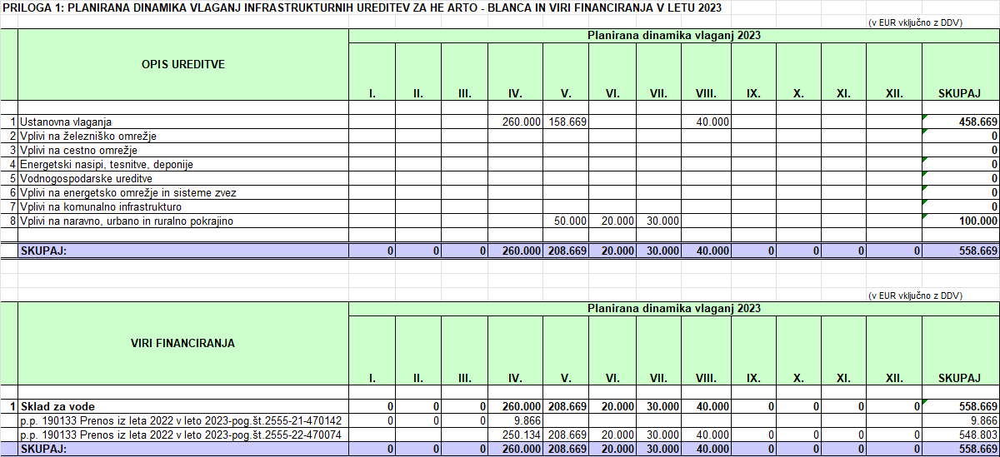 PRILOGA 1: PLANIRANA DINAMIKA VLAGANJ INFRASTRUKTURNIH UREDITEV ZA HE ARTO - BLANCA IN VIRI FINANCIRANJA V LETU 2023
(v EUR vključno z DDV)
OPIS UREDITVE Planirana dinamika vlaganj 2023
I. II. III. IV. V. VI. VII. VIII. IX. X. XI. XII. SKUPAJ
1 Ustanovna vlaganja 260.000 158.669 40.000 458.669
2 Vplivi na železniško omrežje 0
3 Vplivi na cestno omrežje 0
4 Energetski nasipi, tesnitve, deponije 0
5 Vodnogospodarske ureditve 0
6 Vplivi na energetsko omrežje in sisteme zvez 0
7 Vplivi na komunalno infrastrukturo 0
8 Vplivi na naravno, urbano in ruralno pokrajino 50.000 20.000 30.000 100.000
SKUPAJ: 0 0 0 260.000 208.669 20.000 30.000 40.000 0 0 0 0 558.669
(v EUR vključno z DDV)
VIRI FINANCIRANJA Planirana dinamika vlaganj 2023
I. II. III. IV. V. VI. VII. VIII. IX. X. XI. XII. SKUPAJ
1 Sklad za vode 0 0 0 260.000 208.669 20.000 30.000 40.000 0 0 0 0 558.669
p.p. 190133 Prenos iz leta 2022 v leto 2023-pog.št.2555-21-470142 0 0 0 9.866 9.866
p.p. 190133 Prenos iz leta 2022 v leto 2023-pog.št.2555-22-470074 250.134 208.669 20.000 30.000 40.000 0 0 0 0 548.803
SKUPAJ: 0 0 0 260.000 208.669 20.000 30.000 40.000 0 0 0 0 558.669